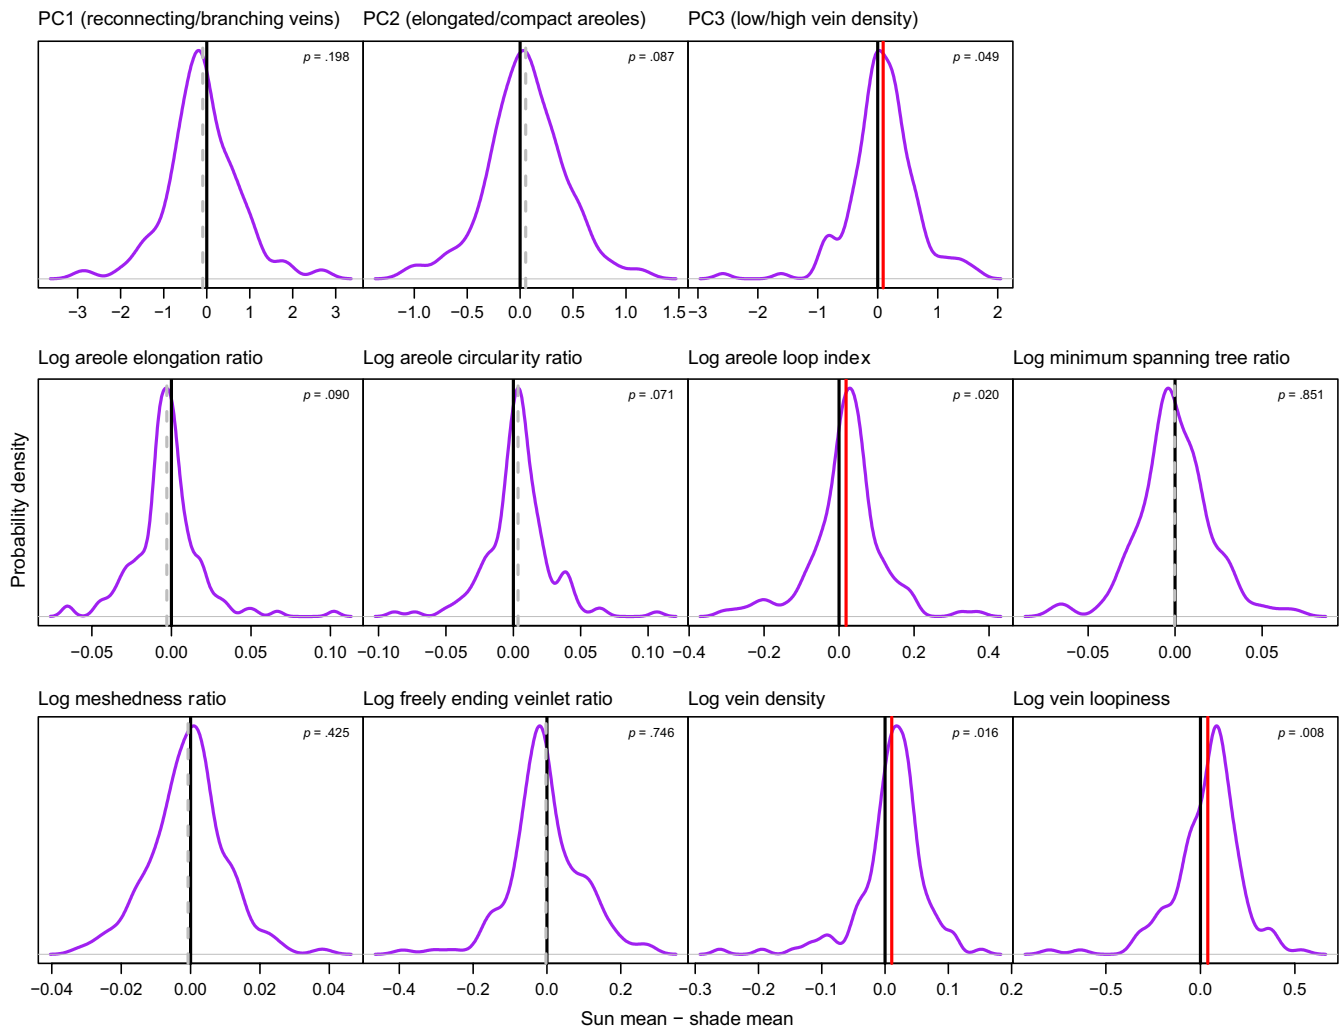 PC1 (reconnecting/branching veins) PC2 (elongated/compact areoles) PC3 (low/high vein density)
p = .198 p = .087 p = .049
−3 −2 −1 0 1 2 3 −1.0 −0.5 0.0 0.5 1.0 1.5 −3 −2 −1 0 1 2
Log areole elongation ratio Log areole circularity ratio Log areole loop index Log minimum spanning tree ratio
p = .090 p = .071 p = .020 p = .851
Probability density
−0.05 0.00 0.05 0.10 −0.10 −0.05 0.00 0.05 0.10 −0.4 −0.2 0.0 0.2 0.4 −0.05 0.00 0.05
Log meshedness ratio Log freely ending veinlet ratio Log vein density Log vein loopiness
p = .425 p = .746 p = .016 p = .008
−0.04 −0.02 0.00 0.02 0.04 −0.4 −0.2 0.0 0.2 −0.3 −0.2 −0.1 0.0 0.1 0.2 −0.5 0.0 0.5
Sun mean − shade mean